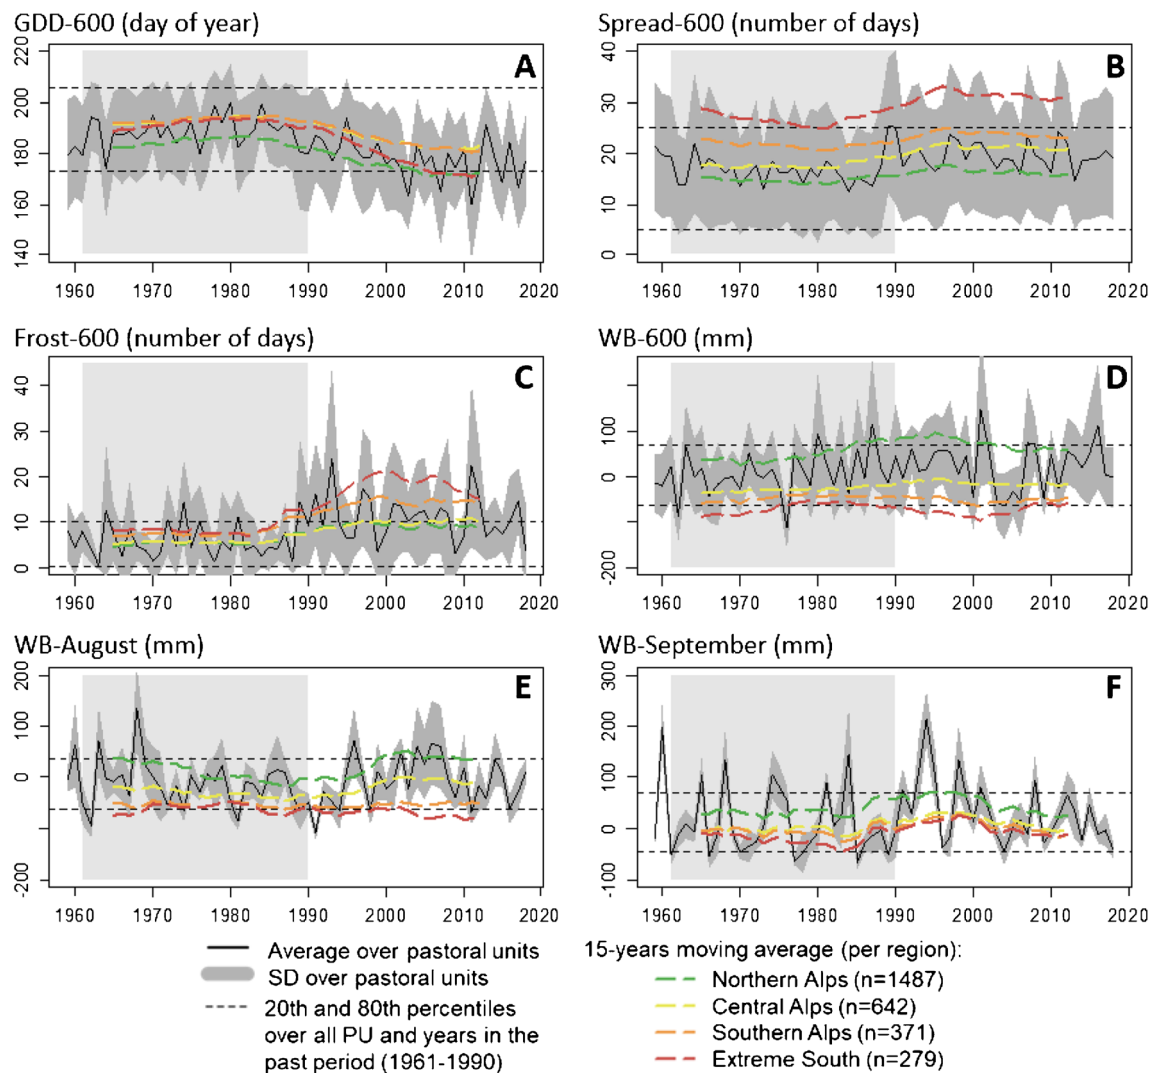 GDD-600 (day of year)
A
220
200
180
160
140
1960 1970 1980 1990 2000 2010 2020
Spread-600 (number of days)
B
40
30
20
10
0
1960 1970 1980 1990 2000 2010 2020
Frost-600 (number of days)
C
40
30
20
10
0
1960 1970 1980 1990 2000 2010 2020
WB-600 (mm)
D
100
0
-200
1960 1970 1980 1990 2000 2010 2020
WB-August (mm)
E
200
100
0
-200
1960 1970 1980 1990 2000 2010 2020
WB-September (mm)
F
300
200
100
0
-100
1960 1970 1980 1990 2000 2010 2020
Average over pastoral units
SD over pastoral units
20th and 80th percentiles
over all PU and years in the
past period (1961-1990)
15-years moving average (per region):
Northern Alps (n=1487)
Central Alps (n=642)
Southern Alps (n=371)
Extreme South (n=279)